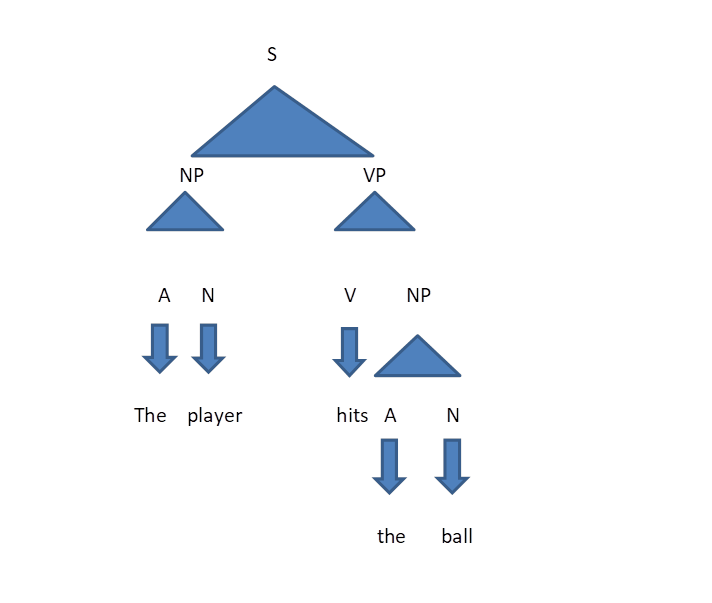 S
NP VP
A N V NP
The player hits A N
the ball